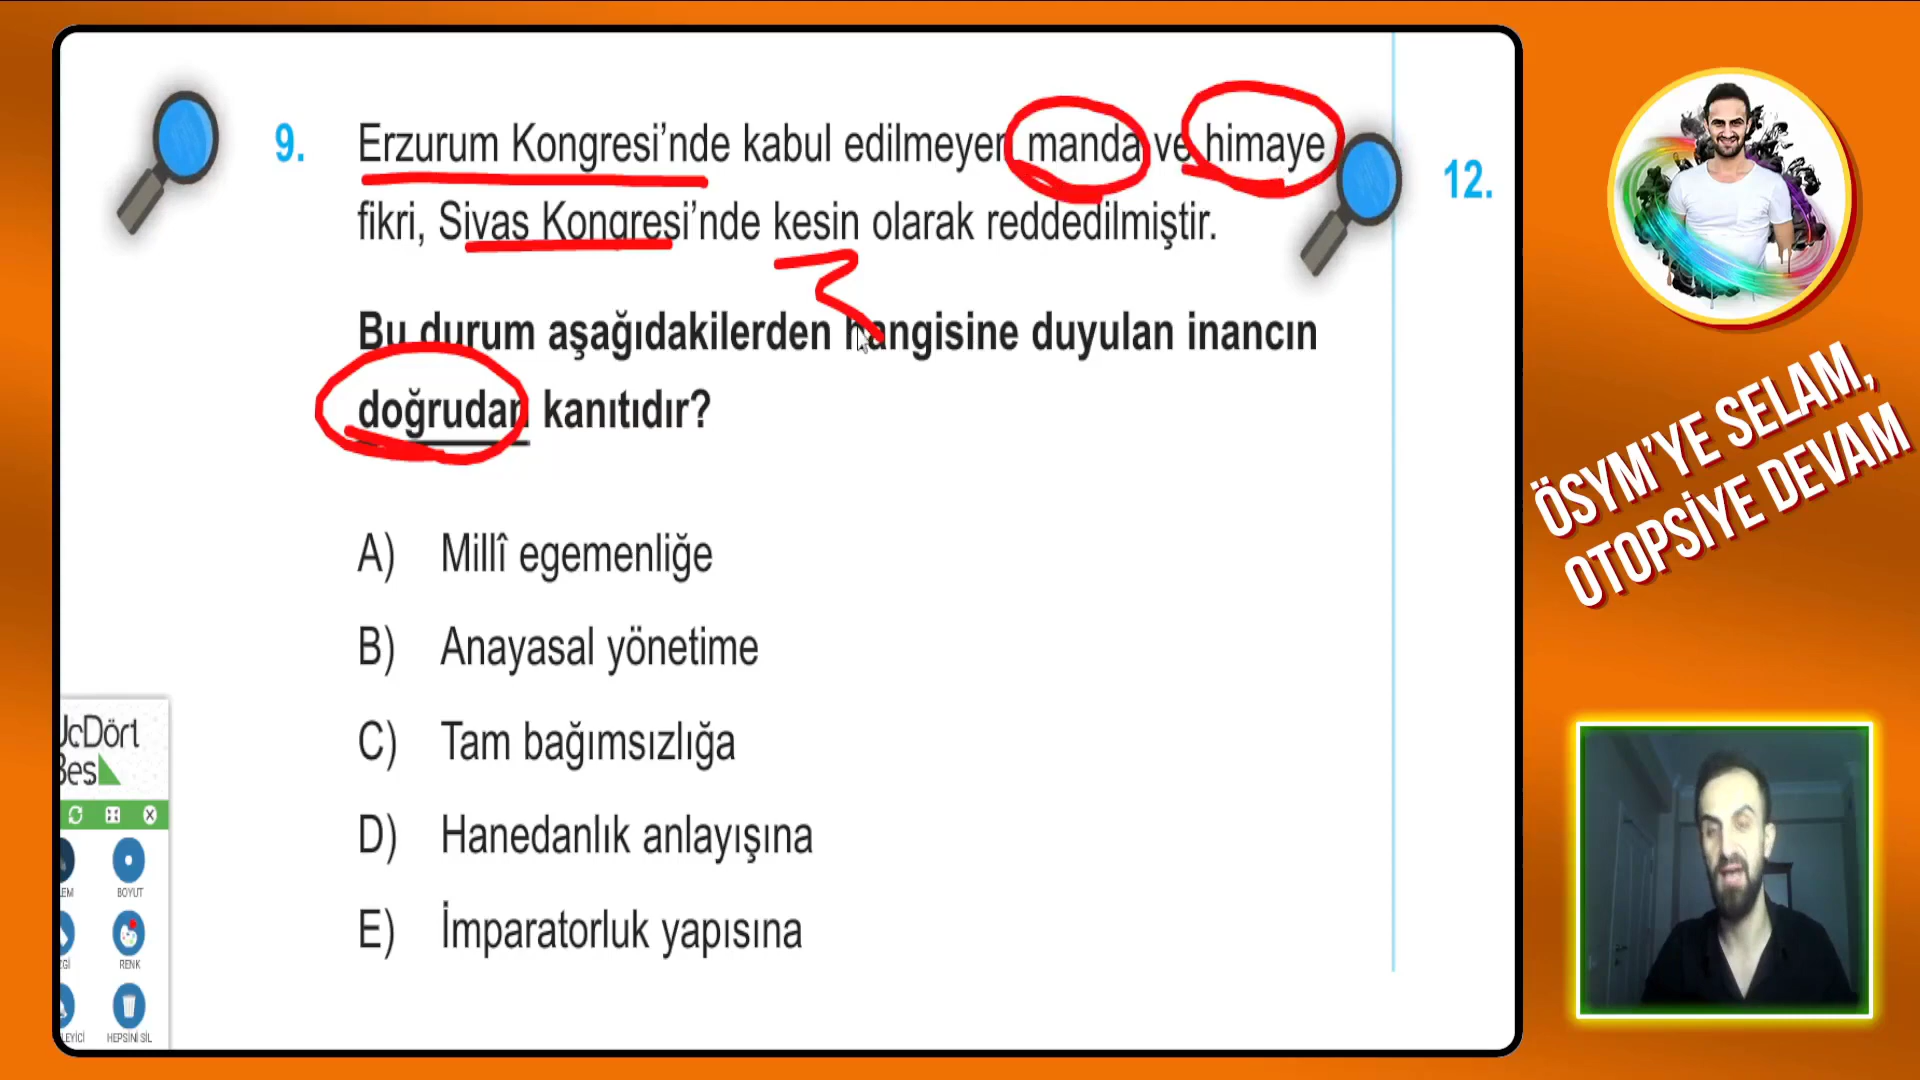 9. Erzurum Kongresi’nde kabul edilmeyen manda ve himaye
fikri, Sivas Kongresi’nde kesin olarak reddedilmiştir.
Bu durum aşağıdakilerden hangisine duyulan inancın
doğrudan kanıtıdır?
A) Millî egemenliğe
B) Anayasal yönetime
C) Tam bağımsızlığa
D) Hanedanlık anlayışına
E) İmparatorluk yapısına
12.
ÖSYM’YE SELAM,
OTOPSİYE DEVAM
BOYUT
RENK
HEPSİNİ SİL